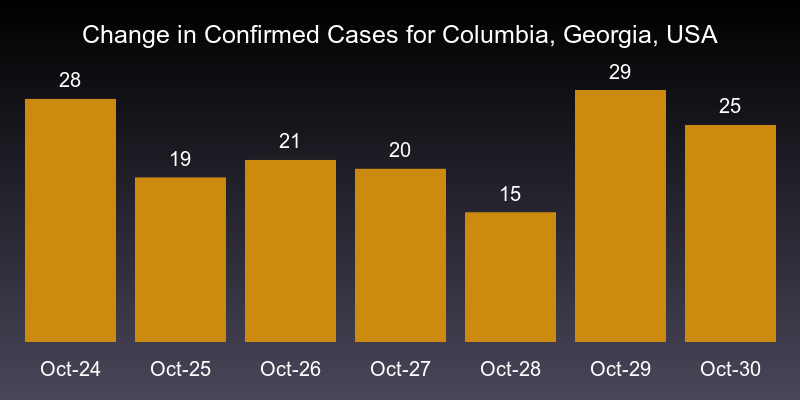 Change in Confirmed Cases for Columbia, Georgia, USA
28
19
21
20
15
29
25
Oct-24
Oct-25
Oct-26
Oct-27
Oct-28
Oct-29
Oct-30